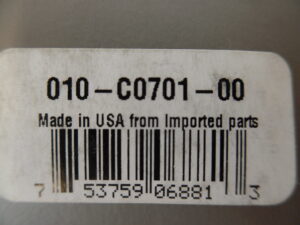 010-C0701-00
Made in USA from Imported parts
7 53759 06881 3